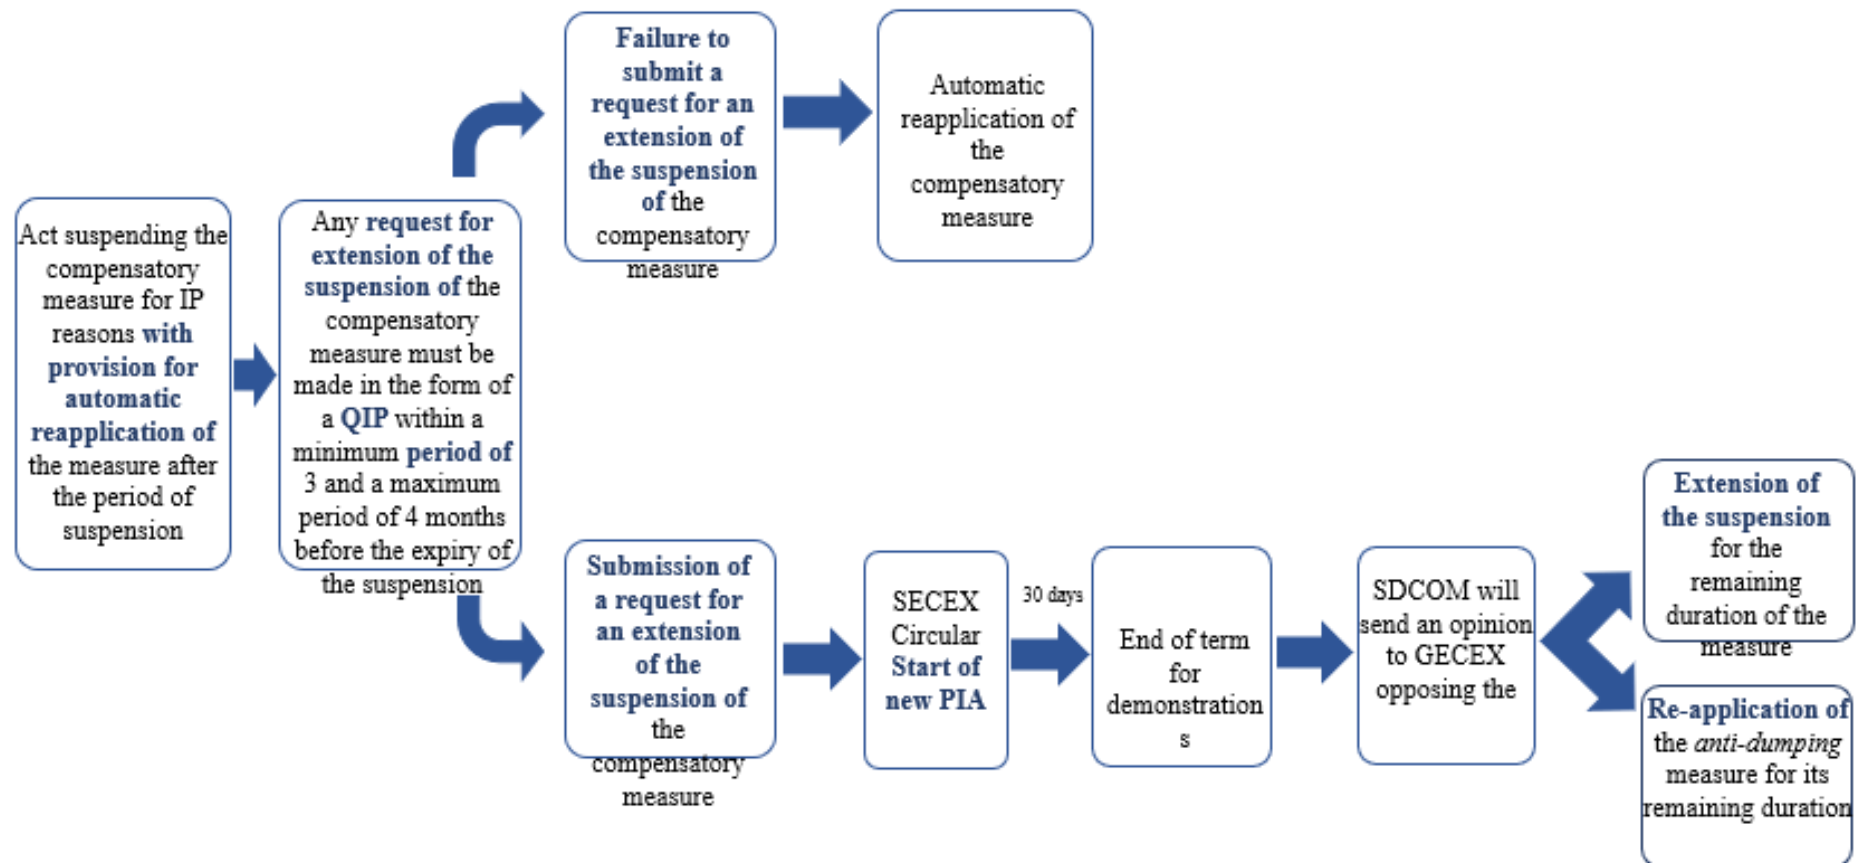 Act suspending the
compensatory
measure for IP
reasons with
provision for
automatic
reapplication of
the measure after
the period of
suspension
Any request for
extension of the
suspension of the
compensatory
measure must be
made in the form of
a QIP within a
minimum period of
3 and a maximum
period of 4 months
before the expiry of
the suspension
Failure to
submit a
request for an
extension of
the suspension
of the
compensatory
measure
Automatic
reapplication of
the
compensatory
measure
Submission of
a request for
an extension
of the
suspension of
the
compensatory
measure
SECEX
Circular
Start of
new PIA
30 days
End of term
for
demonstration
s
SDCOM will
send an opinion
to GECEX
opposing the
Extension of
the suspension
for the
remaining
duration of the
measure
Re-application of
the anti-dumping
measure for its
remaining duration